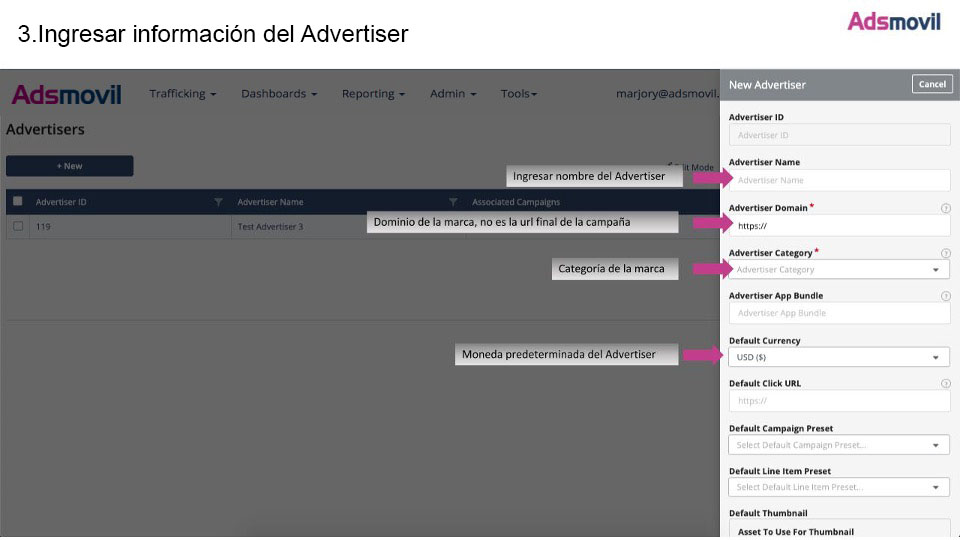 3.Ingresar información del Advertiser
Adsmovil
Adsmovil
Trafficking
Dashboards
Reporting
Admin
Tools
marjory@adsmovil.
Advertisers
+ New
Mode
Advertiser ID
Advertiser Name
Associated Campaigns
119
Test Advertiser 3
Ingresar nombre del Advertiser
Dominio de la marca, no es la url final de la campaña
Categoría de la marca
Moneda predeterminada del Advertiser
New Advertiser
Cancel
Advertiser ID
Advertiser ID
Advertiser Name
Advertiser Name
Advertiser Domain *
https://
Advertiser Category *
Advertiser Category
Advertiser App Bundle
Advertiser App Bundle
Default Currency
USD ($)
Default Click URL
https://
Default Campaign Preset
Select Default Campaign Preset...
Default Line Item Preset
Select Default Line Item Preset...
Default Thumbnail
Asset To Use For Thumbnail